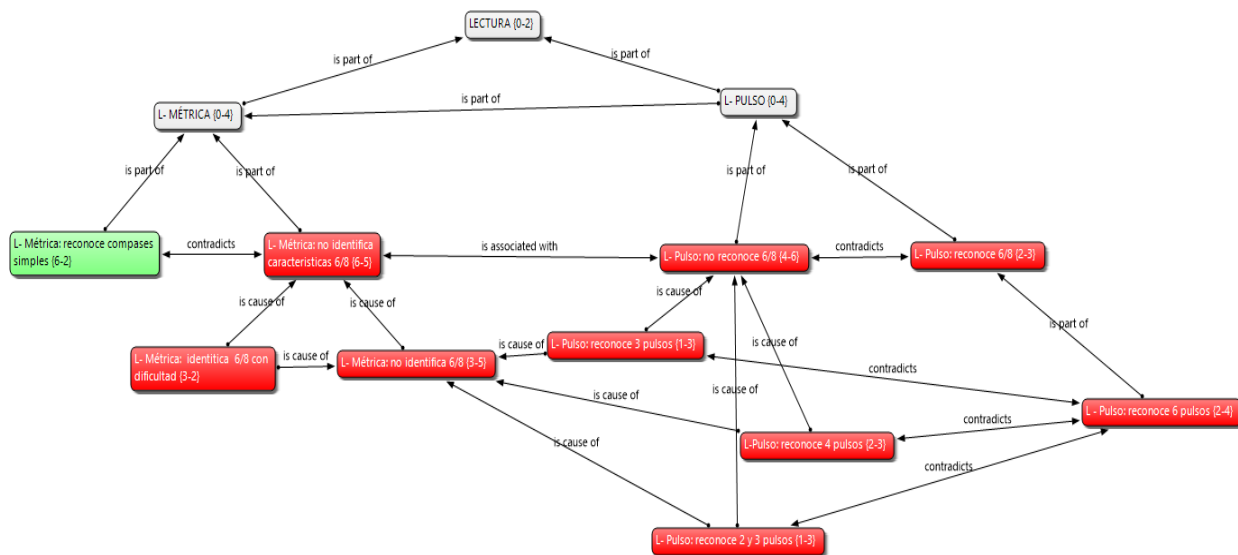 LECTURA {0-2}
is part of
is part of
L- MÉTRICA {0-4}
is part of
L- PULSO {0-4}
is part of
is part of
is part of
is part of
L- Métrica: reconoce compases
simples {6-2}
contradicts
L- Métrica: no identifica
caracteristicas 6/8 {6-5}
is associated with
L- Pulso: no reconoce 6/8 {4-6}
contradicts
L- Pulso: reconoce 6/8 {2-3}
is cause of
is cause of
is cause of
is part of
L- Métrica: identitica 6/8 con
dificultad {3-2}
is cause of
L- Métrica: no identifica 6/8 {3-5}
is cause of
L- Pulso: reconoce 3 pulsos {1-3}
is cause of
contradicts
is cause of
is cause of
L - Pulso: reconoce 6 pulsos {2-4}
is cause of
L-Pulso: reconoce 4 pulsos {2-3}
contradicts
contradicts
L- Pulso: reconoce 2 y 3 pulsos {1-3}